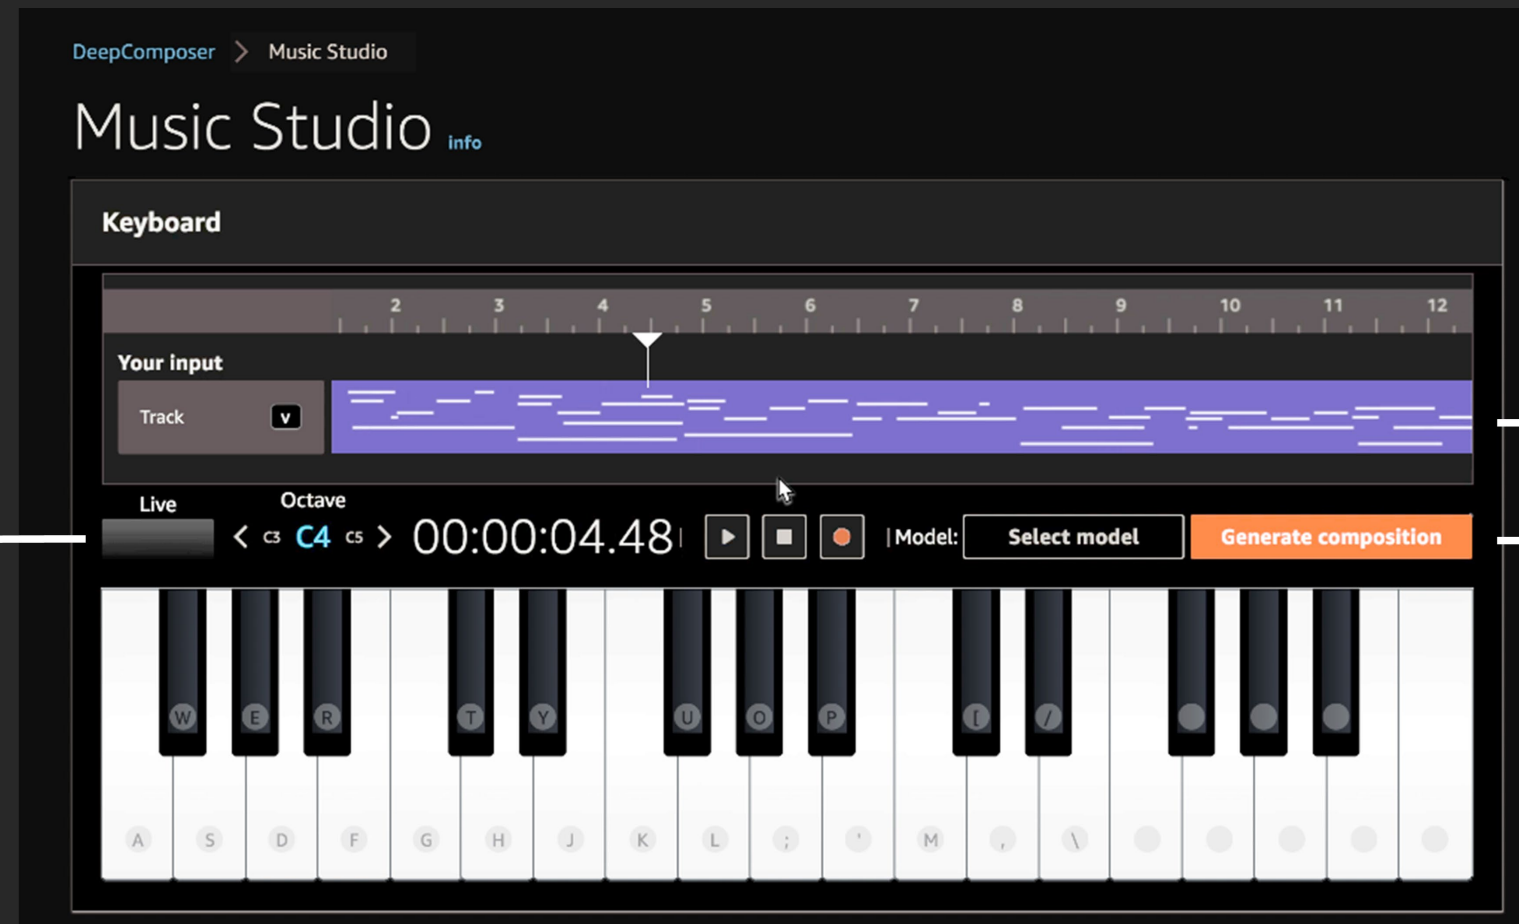 DeepComposer > Music Studio
Music Studio info
Keyboard
2 3 4 5 6 7 8 9 10 11 12
Your input
Track v
Live Octave
< C3 C4 C5 > 00:00:04.48 Model: Select model Generate composition
W E R T Y U O P [ /
A S D F G H J K L ; ' M , \